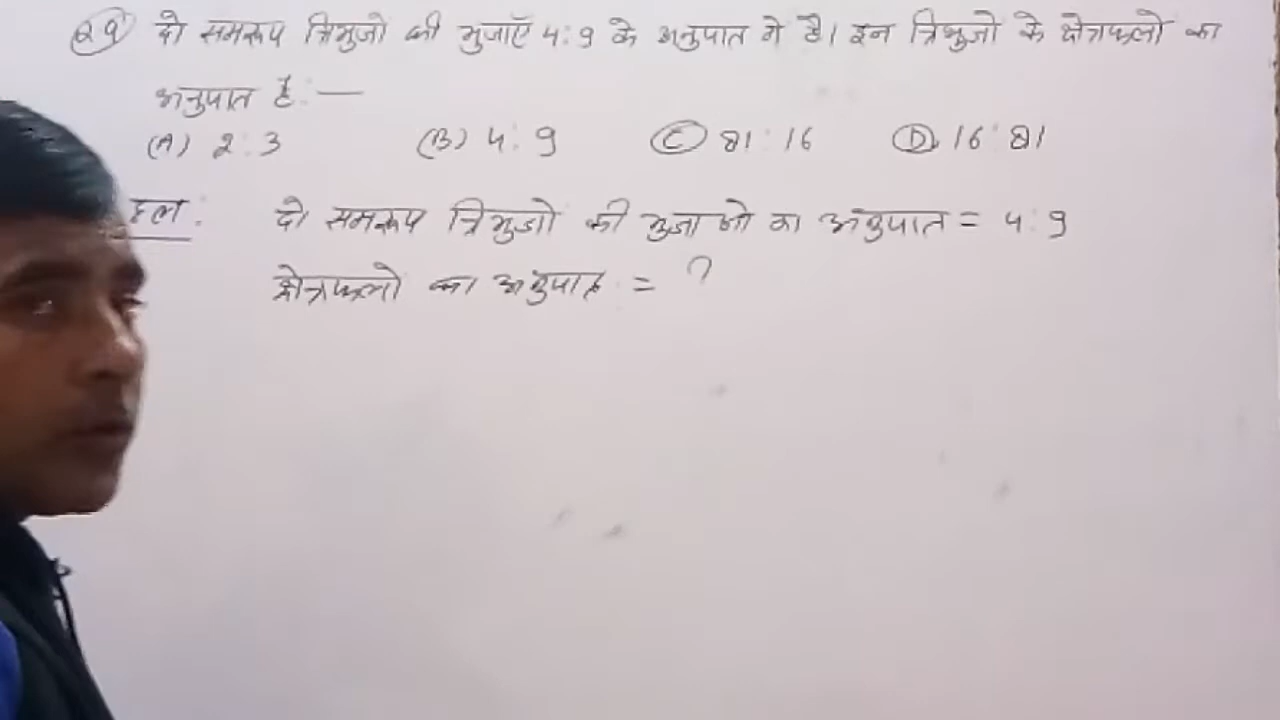 29 दो समरूप त्रिभुजो की भुजाएँ 4:9 के अनुपात मे है। इन त्रिभुजो के क्षेत्रफलो का
अनुपात है:—
(A) 2:3 (B) 4:9 (C) 81:16 (D) 16:81
हल: दो समरूप त्रिभुजो की भुजाओ का अनुपात = 4:9
क्षेत्रफलो का अनुपात = ?